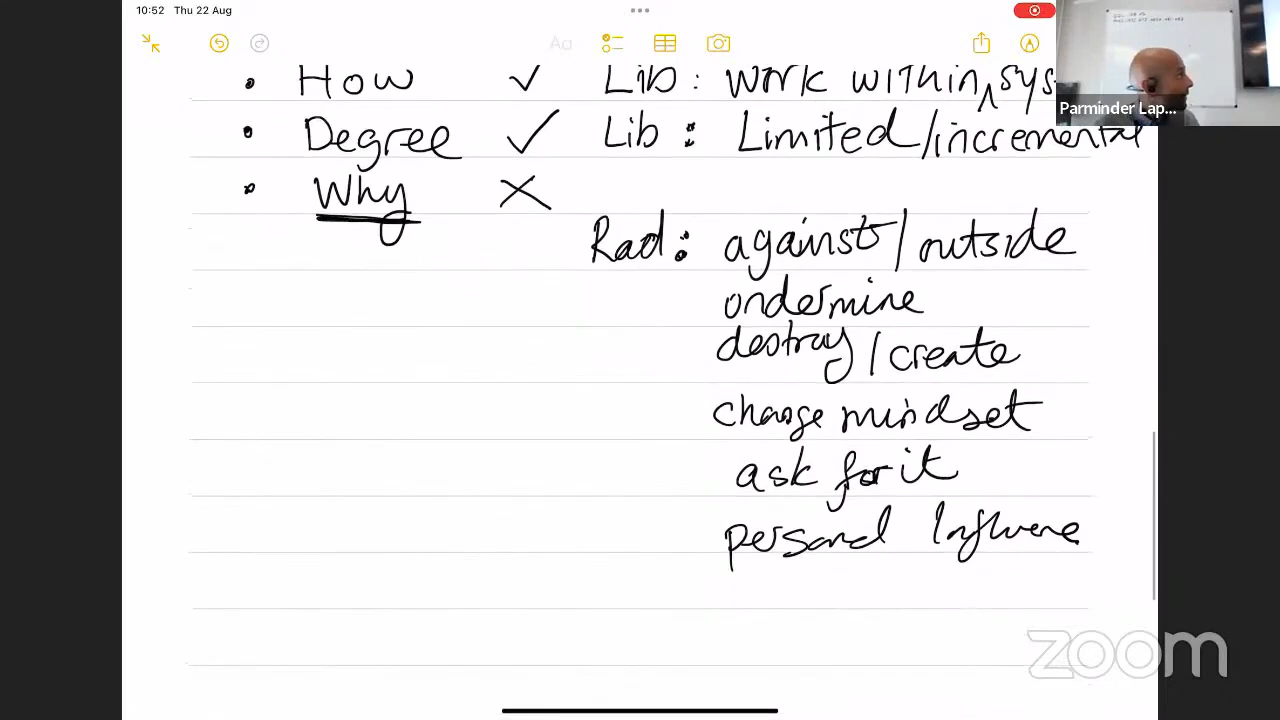 10:52 Thu 22 Aug
Aa
• How ✓ Lib: work within sys
Parminder Lap...
• Degree ✓ Lib: Limited/incremental
• Why X
Rad: against/outside
undermine
destroy/create
change mindset
ask for it
personal Influence
zoom